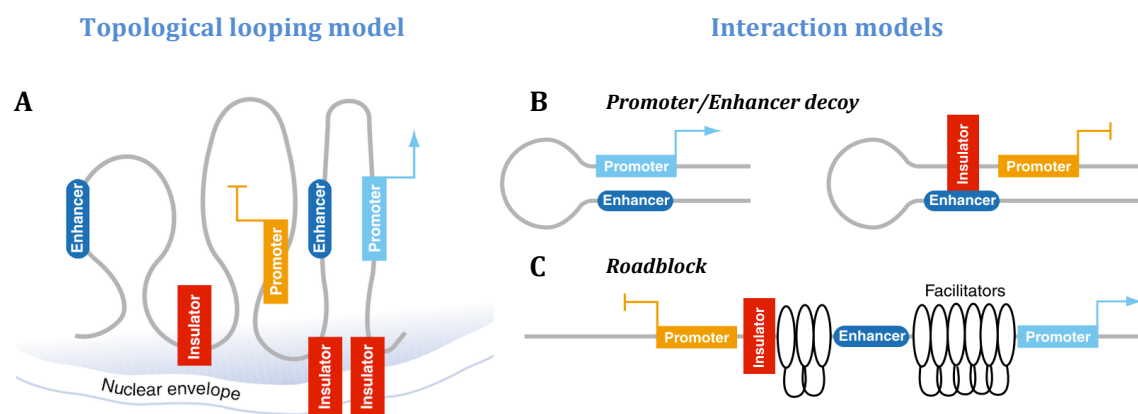 Topological looping model
Interaction models
A
Enhancer
Insulator
Promoter
Enhancer
Promoter
Insulator
Insulator
Nuclear envelope
B
Promoter/Enhancer decoy
Promoter
Enhancer
Insulator
Promoter
Enhancer
C
Roadblock
Facilitators
Promoter
Insulator
Enhancer
Promoter